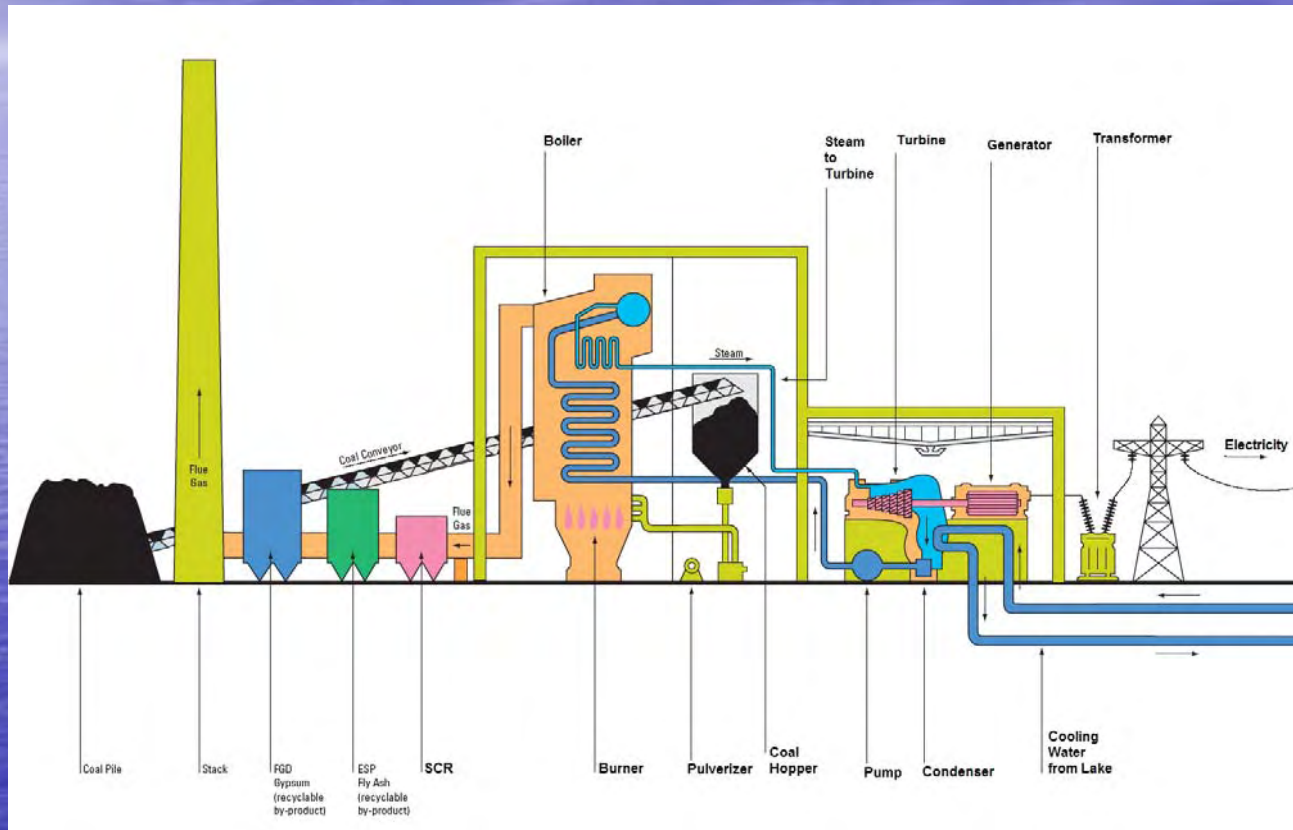 Boiler
Steam
to
Turbine
Turbine
Generator
Transformer
Steam
Electricity
Coal Conveyor
Flue
Gas
Flue
Gas
Coal Pile
Stack
FGD
Gypsum
(recyclable
by-product)
ESP
Fly Ash
(recyclable
by-product)
SCR
Burner
Pulverizer
Coal
Hopper
Pump
Condenser
Cooling
Water
from Lake